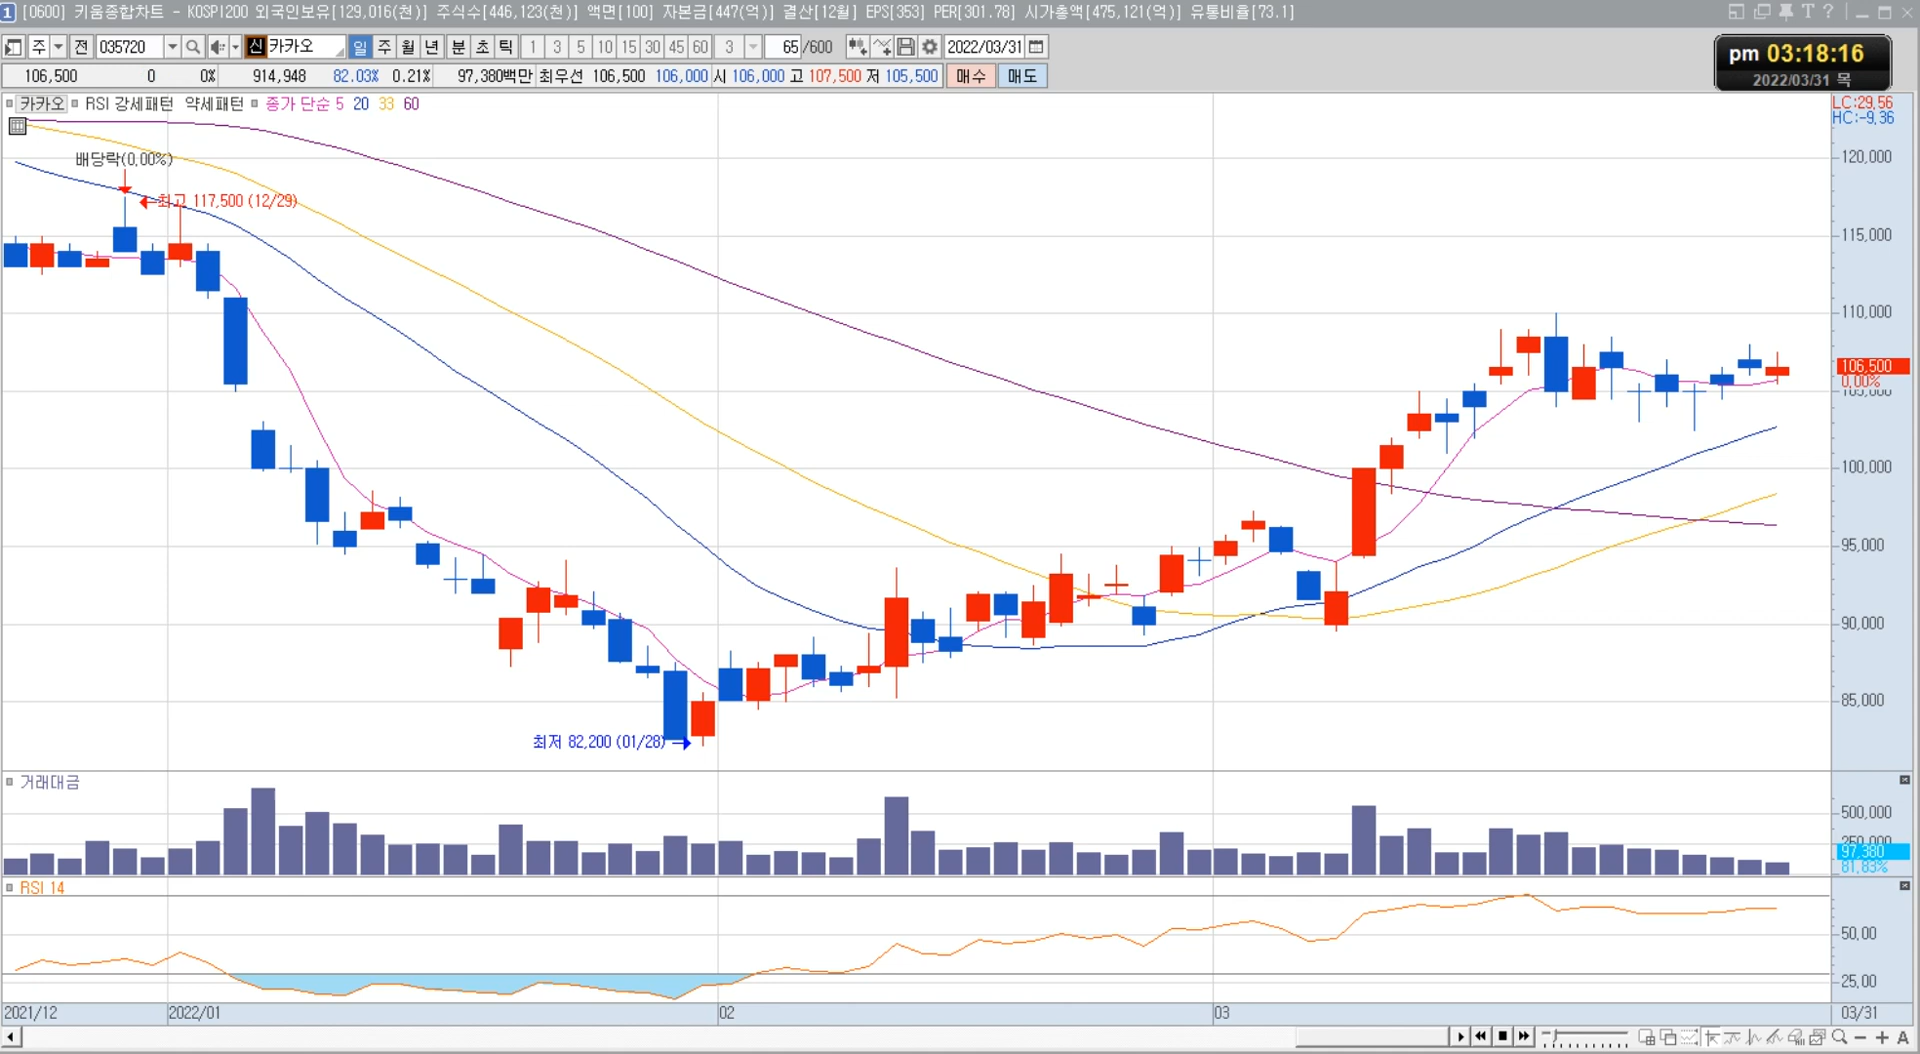 1 [0600] 키움종합차트 - KOSPI200 외국인보유[129,016(천)] 주식수[446,123(천)] 액면[100] 자본금[447(억)] 결산[12월] EPS[353] PER[301.78] 시가총액[475,121(억)] 유통비율[73.1] T ?
주 전 035720 신 카카오 일 주 월 년 분 초 틱 1 3 5 10 15 30 45 60 3 65 /600 2022/03/31
106,500 0 0% 914,948 82.03% 0.21% 97,380백만 최우선 106,500 106,000 시 106,000 고 107,500 저 105,500 매수 매도
pm 03:18:16
2022/03/31 목
카카오 RSI 강세패턴 약세패턴 종가 단순 5 20 33 60
LC:29.56
HC:-9.36
배당락(0.00%)
최고 117,500 (12/29)
최저 82,200 (01/28)
120,000
115,000
110,000
106,500
0.00%
105,000
100,000
95,000
90,000
85,000
거래대금
500,000
250,000
97,380
81.83%
RSI 14
50.00
25.00
2021/12 2022/01 02 03 03/31
A